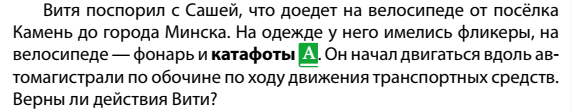 Витя поспорил с Сашей, что доедет на велосипеде от посёлка
Камень до города Минска. На одежде у него имелись фликеры, на
велосипеде — фонарь и катафоты А. Он начал двигаться вдоль ав-
томагистрали по обочине по ходу движения транспортных средств.
Верны ли действия Вити?